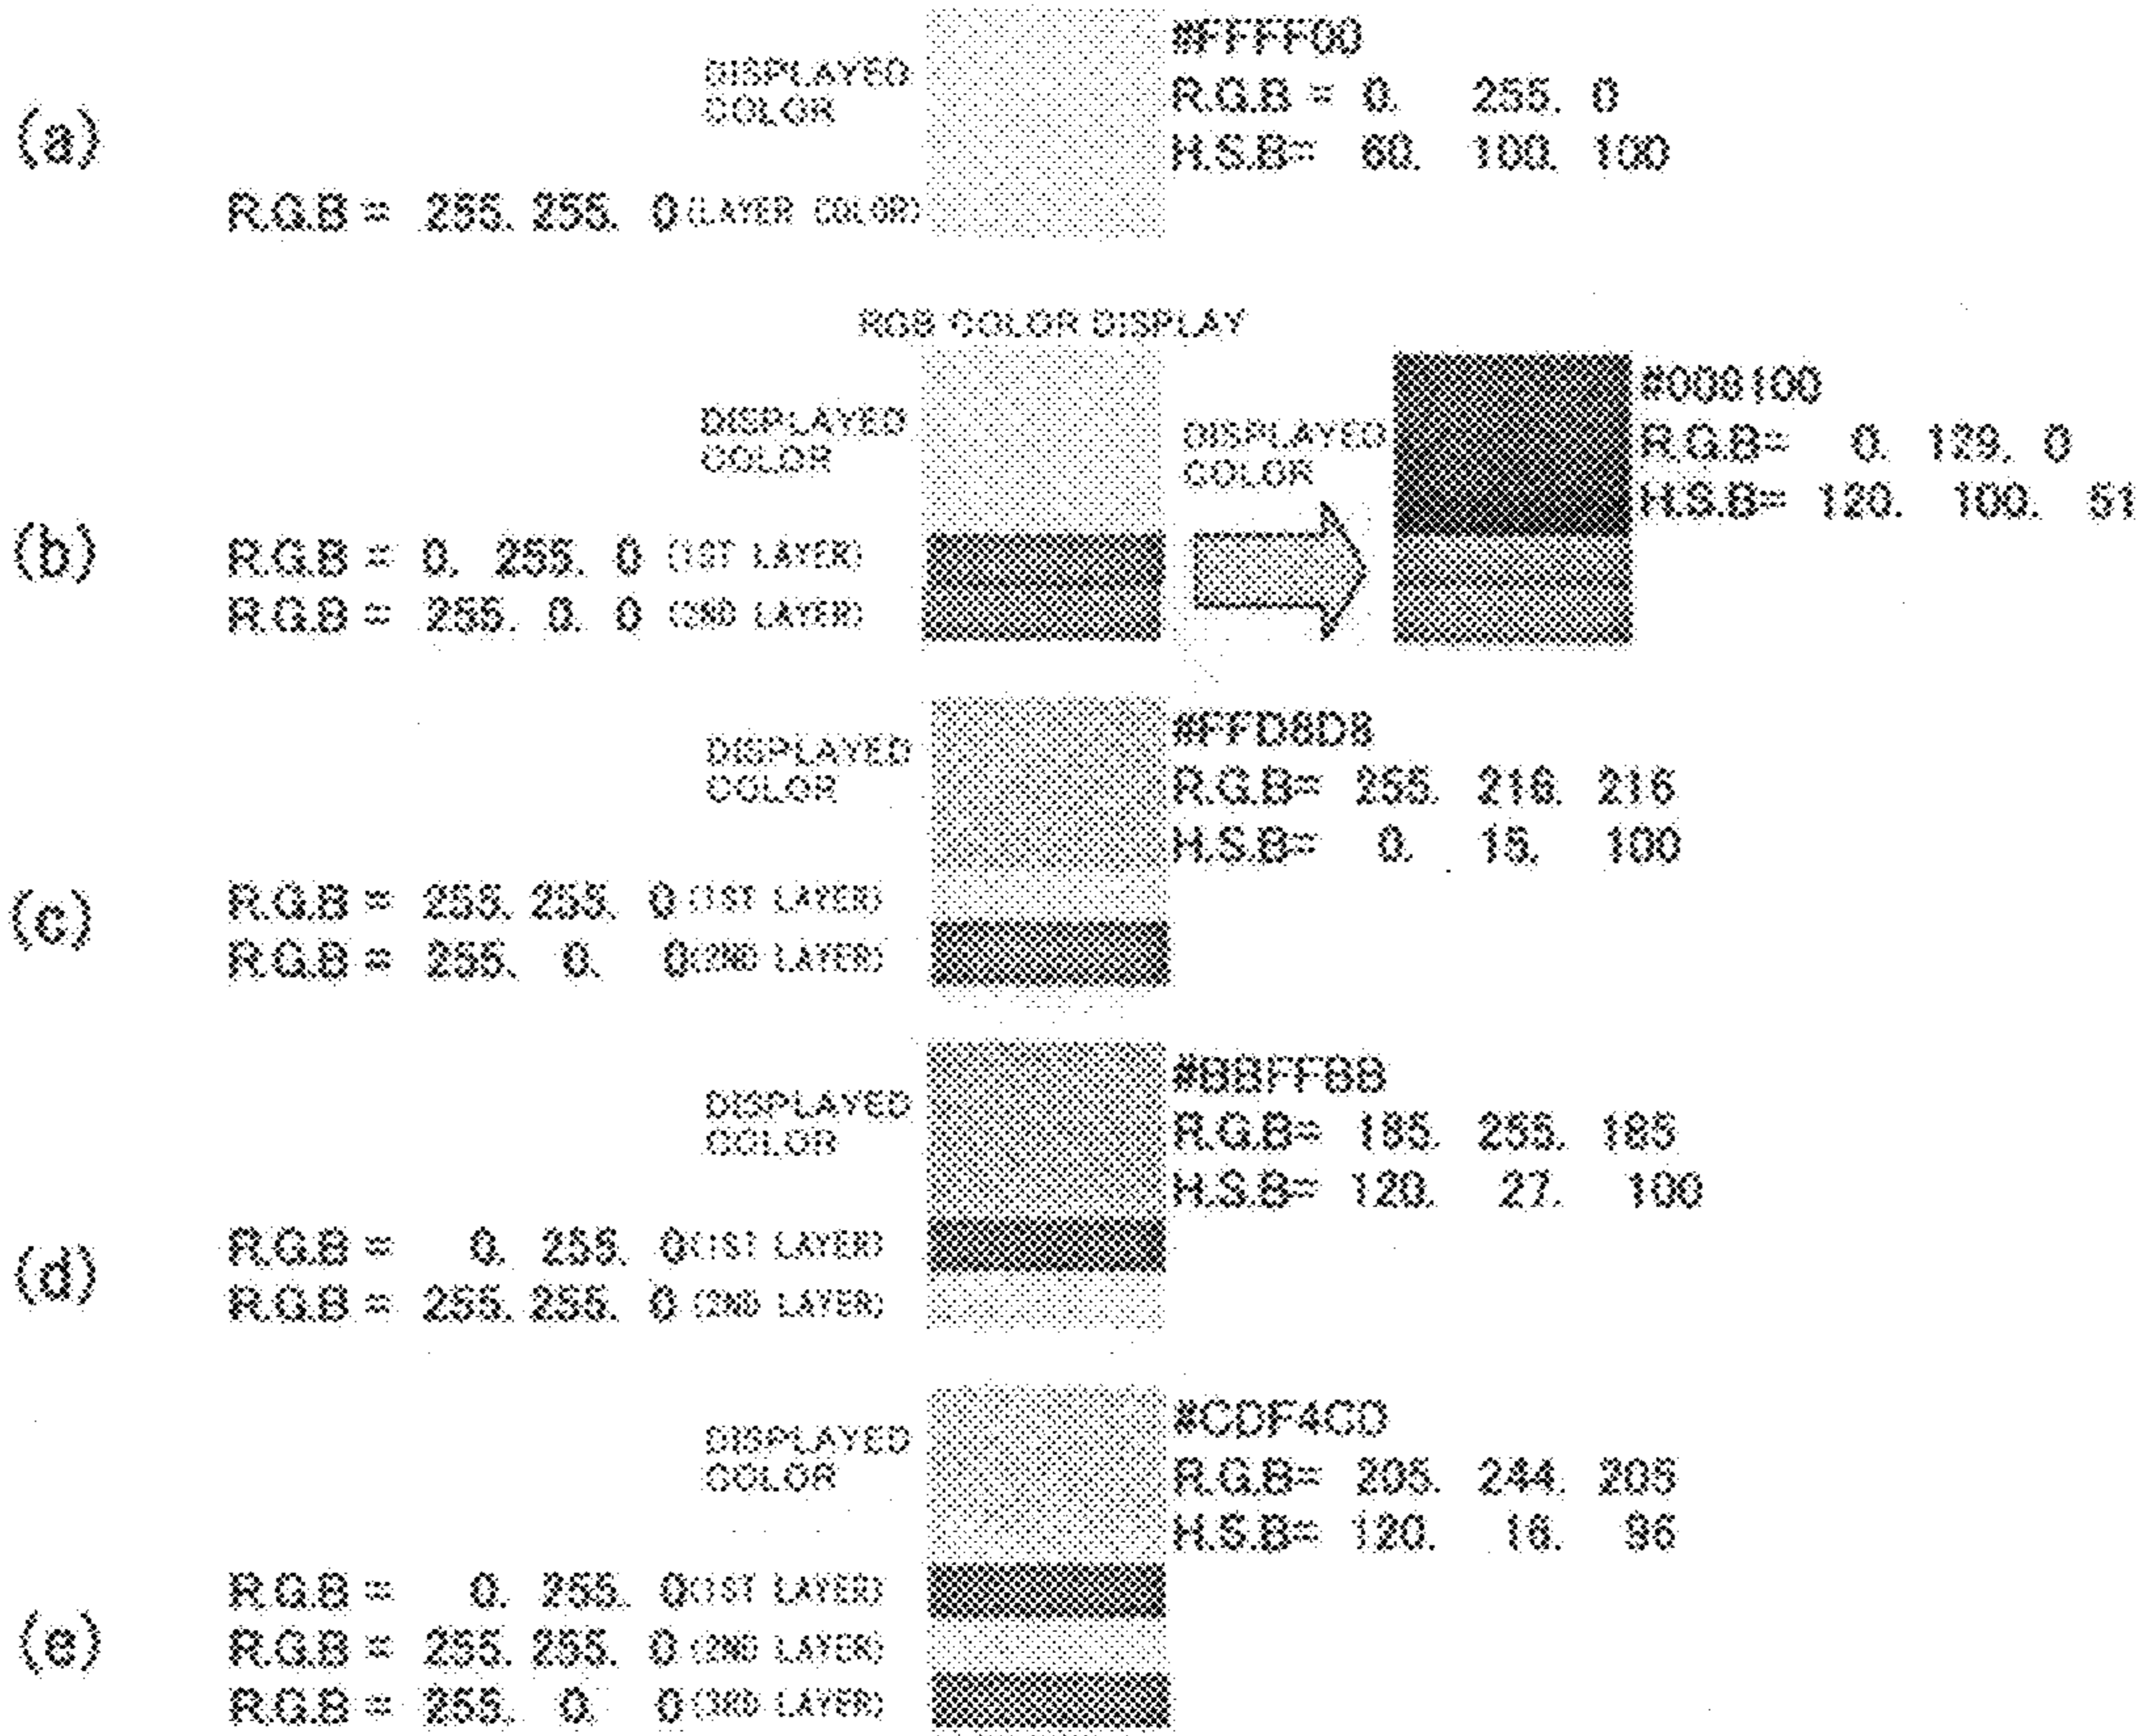 (a)
DISPLAYED
COLOR
#FFFF00
R.G.B = 0. 255. 0
H.S.B= 60. 100. 100
R.G.B = 255. 255. 0 (LAYER COLOR)
RGB COLOR DISPLAY
(b)
DISPLAYED
COLOR
DISPLAYED
COLOR
#008100
R.G.B= 0. 129. 0
H.S.B= 120. 100. 51
R.G.B = 0. 255. 0 (1ST LAYER)
R.G.B = 255. 0. 0 (2ND LAYER)
(c)
DISPLAYED
COLOR
#FFD8D8
R.G.B= 255. 216. 216
H.S.B= 0. 15. 100
R.G.B = 255. 255. 0 (1ST LAYER)
R.G.B = 255. 0. 0 (2ND LAYER)
(d)
DISPLAYED
COLOR
R.G.B= 185. 255. 185
H.S.B= 120. 27. 100
R.G.B = 0. 255. 0 (1ST LAYER)
R.G.B = 255. 255. 0 (2ND LAYER)
(e)
DISPLAYED
COLOR
#CDF4CD
R.G.B= 205. 244. 205
H.S.B= 120. 16. 96
R.G.B = 0. 255. 0 (1ST LAYER)
R.G.B = 255. 255. 0 (2ND LAYER)
R.G.B = 255. 0. 0 (3RD LAYER)